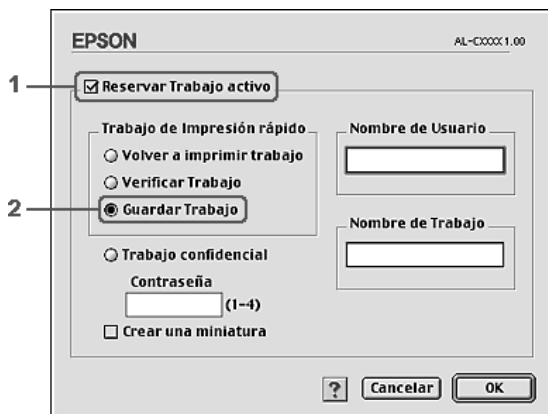 EPSON
AL-CXXXX 1.00
1
Reservar Trabajo activo
Trabajo de Impresión rápido
Volver a imprimir trabajo
Verificar Trabajo
2
Guardar Trabajo
Trabajo confidencial
Contraseña
(1-4)
Crear una miniatura
Nombre de Usuario
Nombre de Trabajo
?
Cancelar
OK